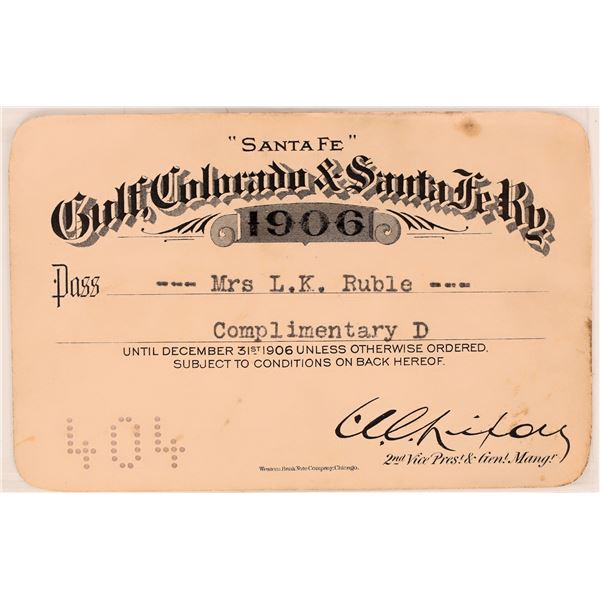 "SANTA FE"
Gulf, Colorado & Santa Fe Ry.
1906
Pass --- Mrs L.K. Ruble ---
Complimentary D
UNTIL DECEMBER 31ST 1906 UNLESS OTHERWISE ORDERED.
SUBJECT TO CONDITIONS ON BACK HEREOF.
404
2nd Vice Pres't & Gen'l Mang'r
Western Bank Note Company, Chicago.